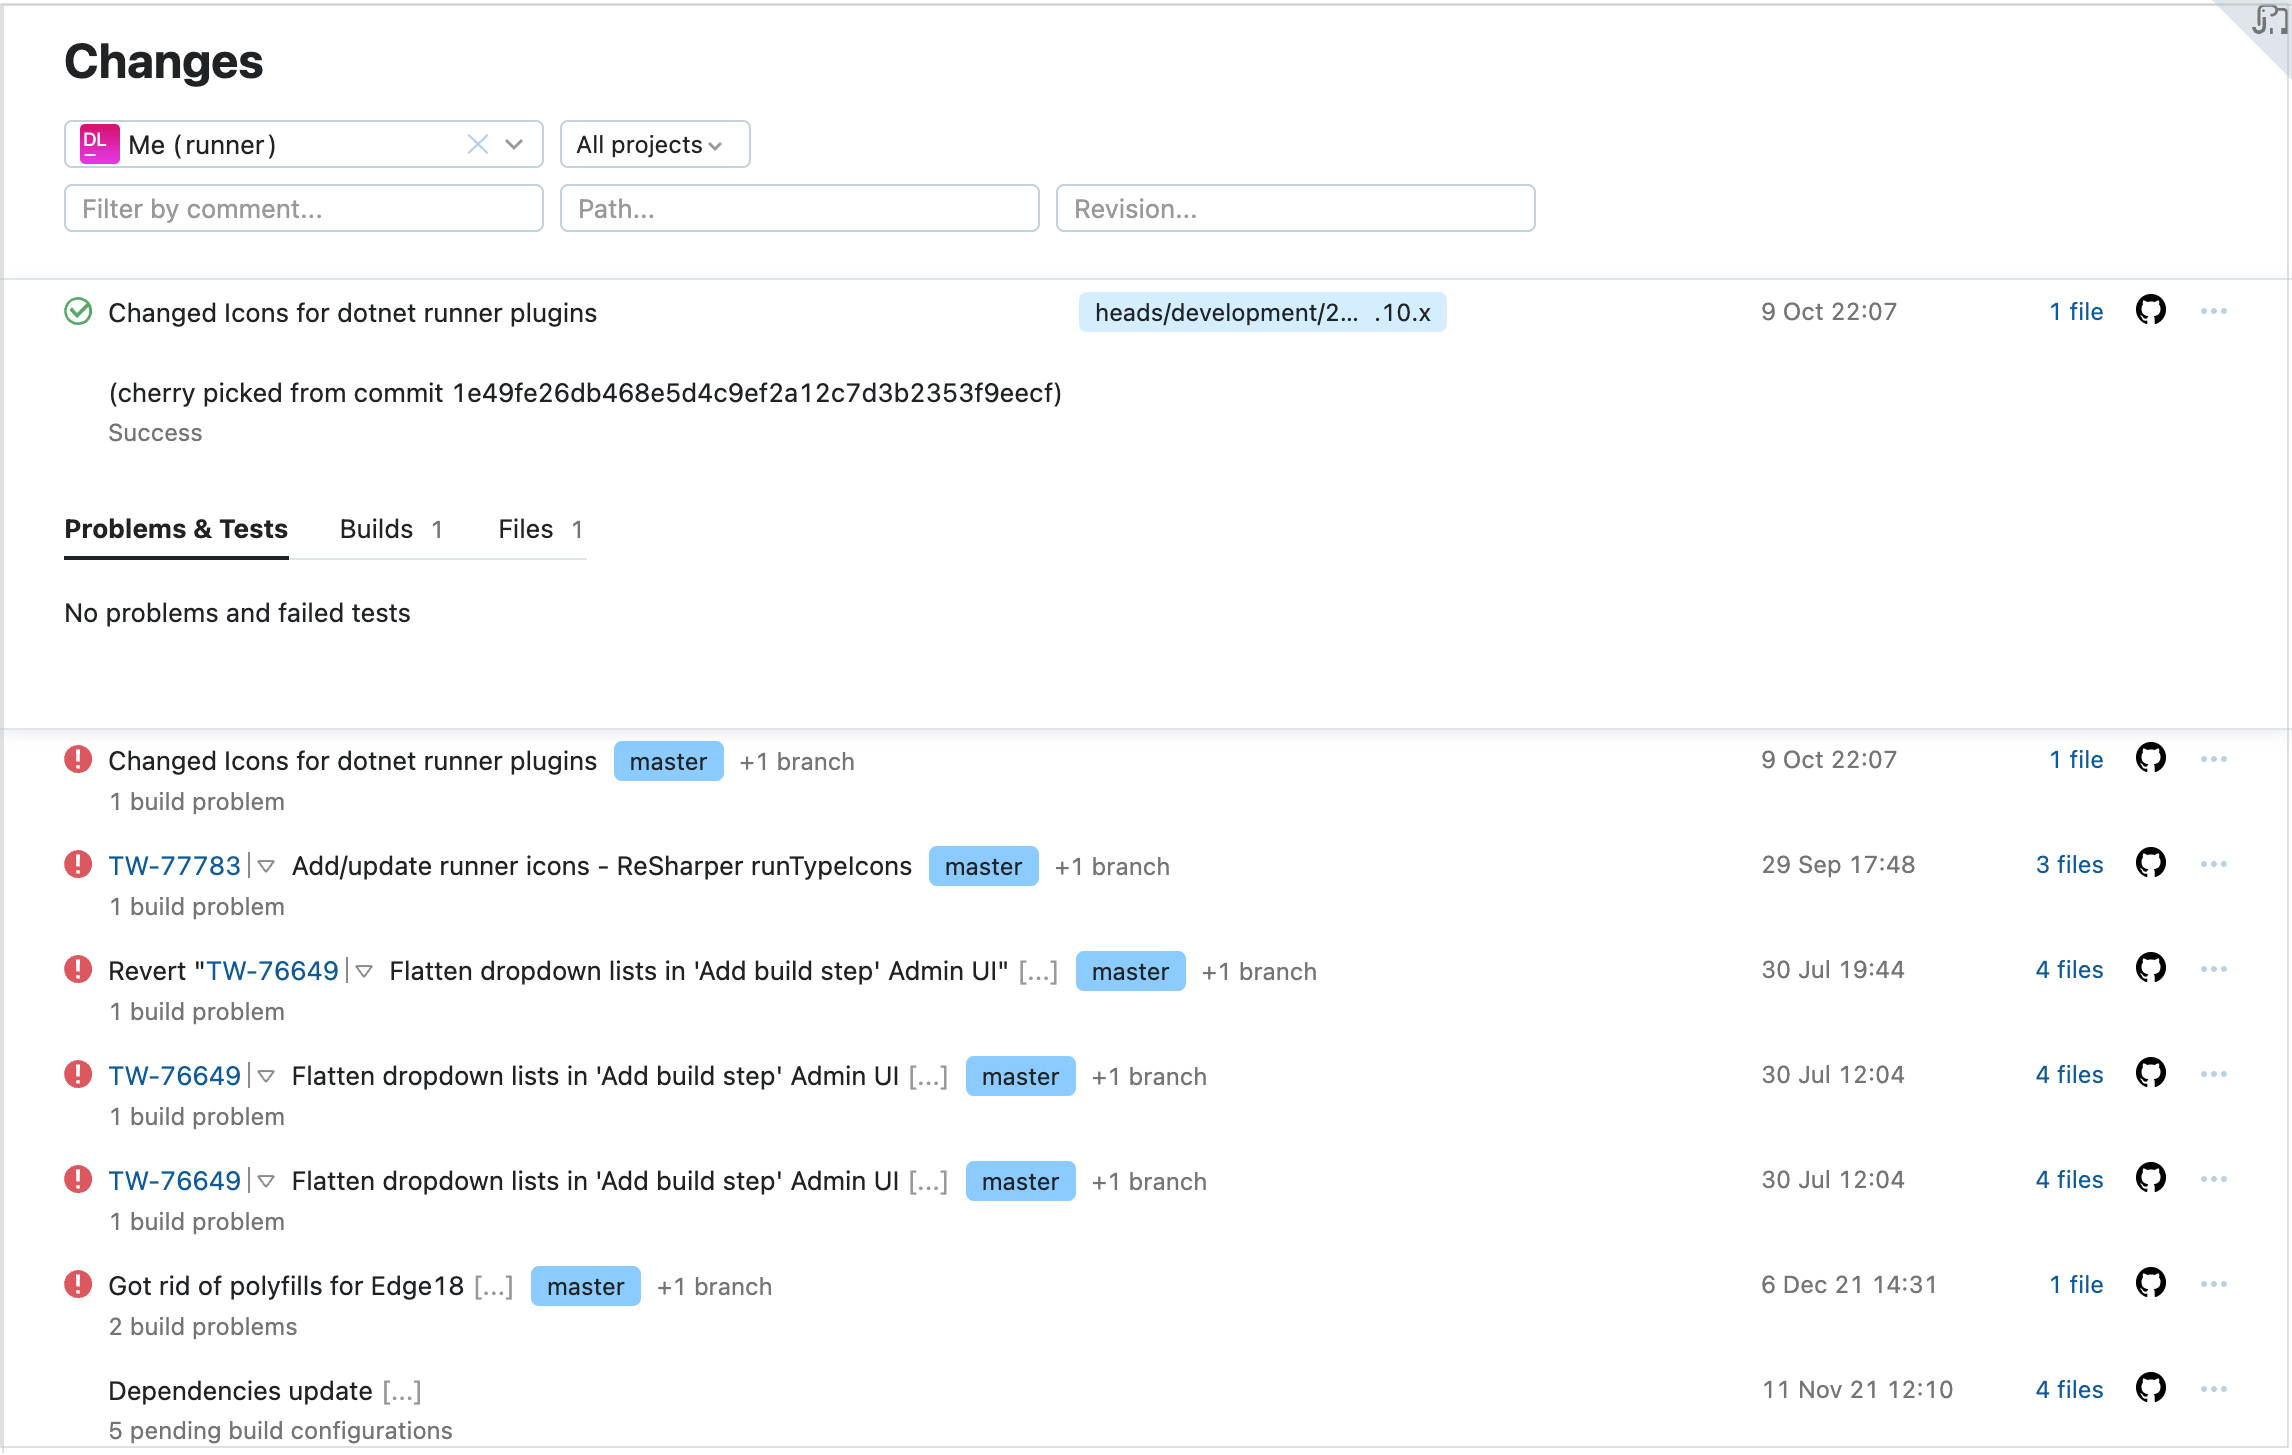 Changes
DL Me (runner) All projects
Filter by comment... Path... Revision...
Changed Icons for dotnet runner plugins heads/development/2... .10.x 9 Oct 22:07 1 file
(cherry picked from commit 1e49fe26db468e5d4c9ef2a12c7d3b2353f9eecf)
Success
Problems & Tests Builds 1 Files 1
No problems and failed tests
Changed Icons for dotnet runner plugins master +1 branch 9 Oct 22:07 1 file
1 build problem
TW-77783 Add/update runner icons - ReSharper runTypeIcons master +1 branch 29 Sep 17:48 3 files
1 build problem
Revert "TW-76649 Flatten dropdown lists in 'Add build step' Admin UI" [...] master +1 branch 30 Jul 19:44 4 files
1 build problem
TW-76649 Flatten dropdown lists in 'Add build step' Admin UI [...] master +1 branch 30 Jul 12:04 4 files
1 build problem
TW-76649 Flatten dropdown lists in 'Add build step' Admin UI [...] master +1 branch 30 Jul 12:04 4 files
1 build problem
Got rid of polyfills for Edge18 [...] master +1 branch 6 Dec 21 14:31 1 file
2 build problems
Dependencies update [...] 11 Nov 21 12:10 4 files
5 pending build configurations